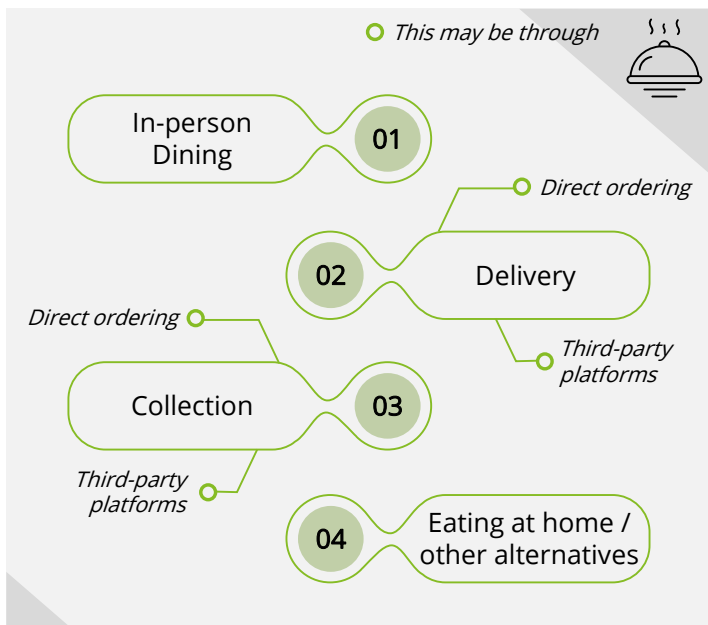 This may be through
In-person
Dining
01
Direct ordering
02
Delivery
Third-party
platforms
Direct ordering
Collection
03
Third-party
platforms
04
Eating at home /
other alternatives